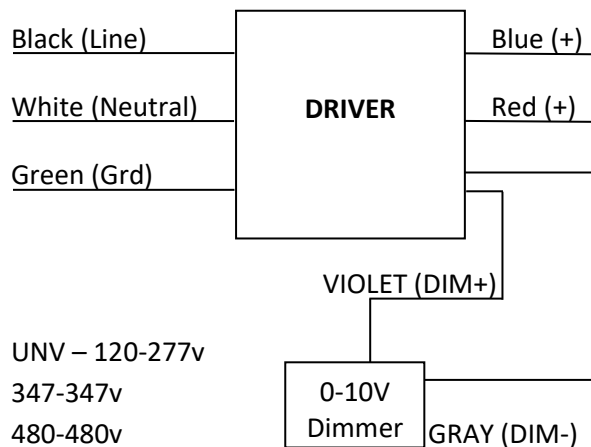 Black (Line)
Blue (+)
White (Neutral)
DRIVER
Red (+)
Green (Grd)
VIOLET (DIM+)
UNV – 120-277v
347-347v
480-480v
0-10V
Dimmer
GRAY (DIM-)